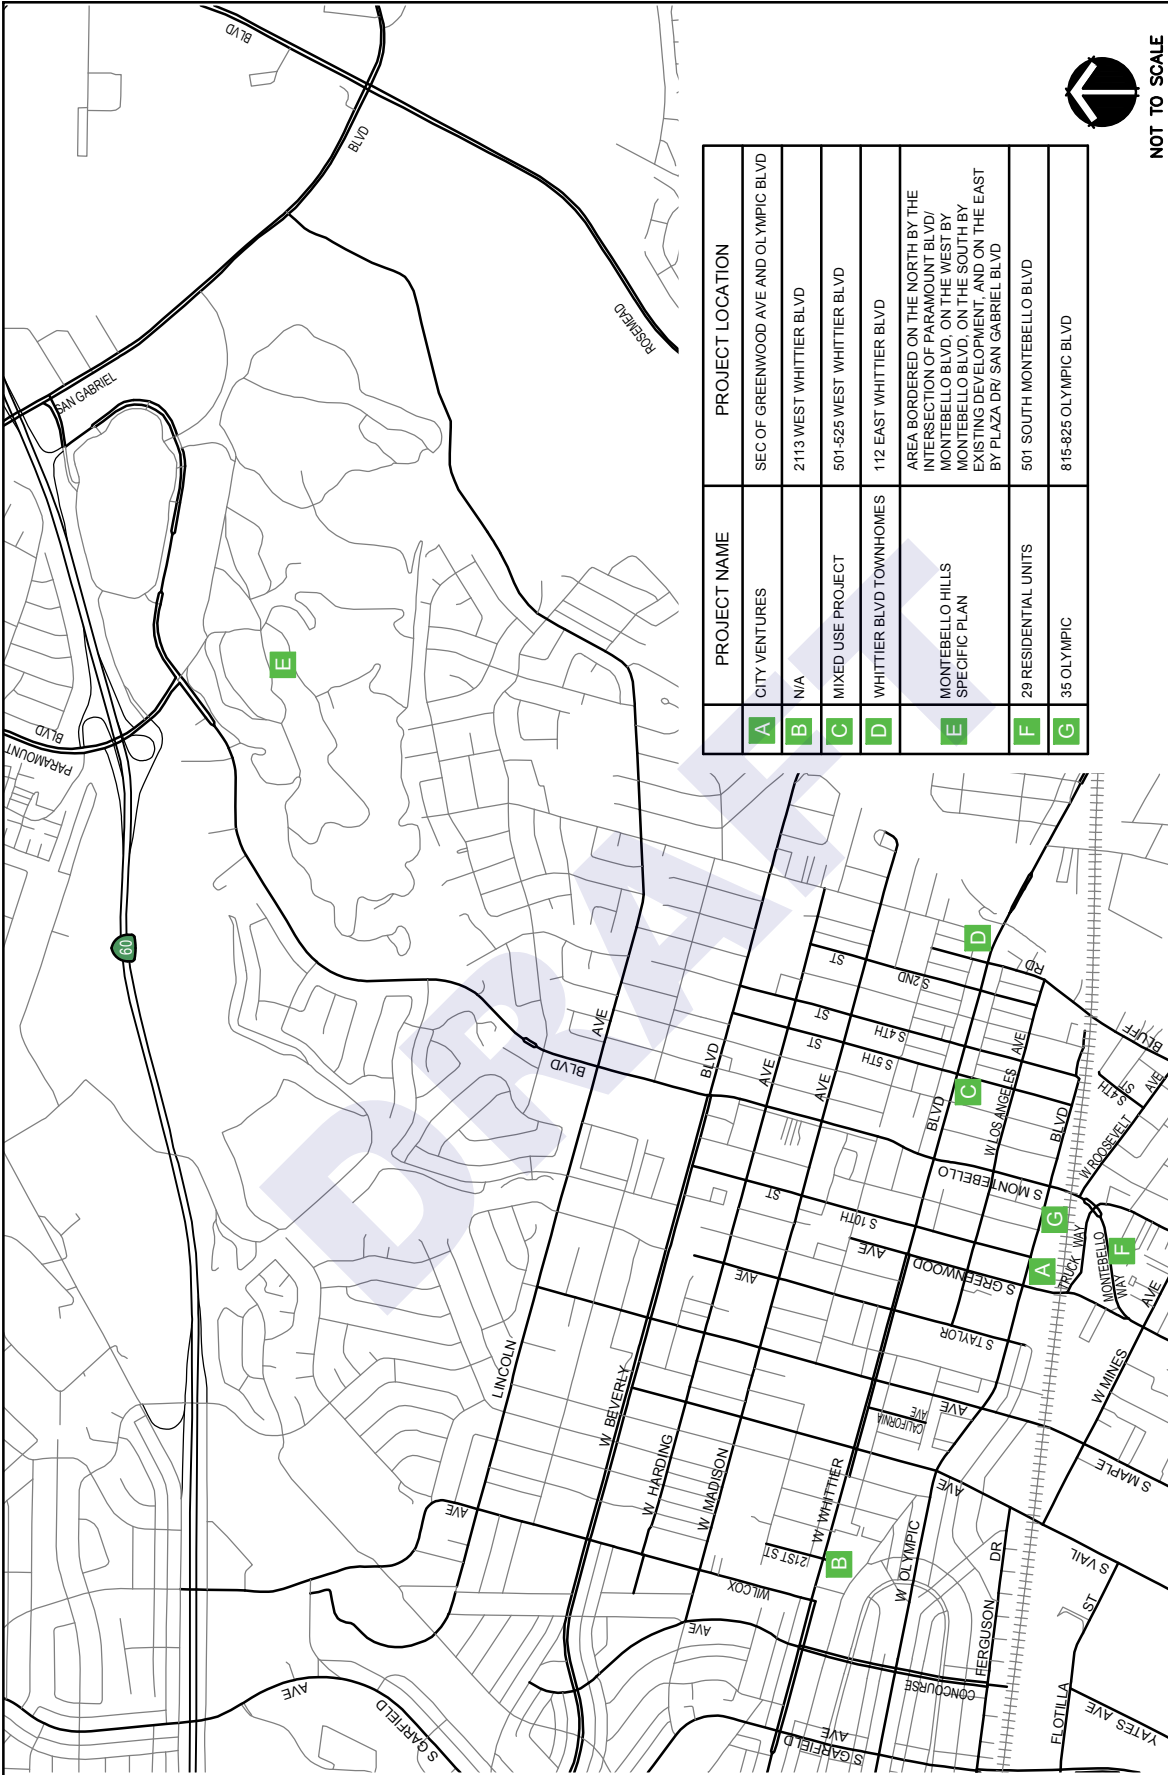 BLVD
BLVD
ROSEMEAD
SAN GABRIEL
BLVD
PARAMOUNT
60
E
LINCOLN
AVE
BLVD
W BEVERLY
BLVD
W HARDING
AVE
W MADISON
AVE
W WHITTIER
BLVD
W OLYMPIC
BLVD
W LOS ANGELES AVE
AVE
WILCOX
AVE
21ST ST
B
CALIFORNIA
AVE
AVE
AVE
S TAYLOR
S GREENWOOD
AVE
S 10TH
ST
S MONTEBELLO
S 5TH
ST
S 4TH
ST
S 2ND
ST
C
D
RD
BLUFF
S 4TH
ST
W ROOSEVELT
AVE
G
A
TRUCK WAY
MONTEBELLO
WAY
F
W MINES
AVE
S MAPLE
AVE
S VAIL
FERGUSON DR
CONCOURSE
AVE
S GARFIELD
AVE
S GARFIELD
AVE
FLOTILLA ST
YATES AVE
PROJECT NAME
PROJECT LOCATION
A CITY VENTURES SEC OF GREENWOOD AVE AND OLYMPIC BLVD
B N/A 2113 WEST WHITTIER BLVD
C MIXED USE PROJECT 501-525 WEST WHITTIER BLVD
D WHITTIER BLVD TOWNHOMES 112 EAST WHITTIER BLVD
E MONTEBELLO HILLS
SPECIFIC PLAN
AREA BORDERED ON THE NORTH BY THE
INTERSECTION OF PARAMOUNT BLVD/
MONTEBELLO BLVD, ON THE WEST BY
MONTEBELLO BLVD, ON THE SOUTH BY
EXISTING DEVELOPMENT, AND ON THE EAST
BY PLAZA DR/ SAN GABRIEL BLVD
F 29 RESIDENTIAL UNITS 501 SOUTH MONTEBELLO BLVD
G 35 OLYMPIC 815-825 OLYMPIC BLVD
NOT TO SCALE
DRAFT